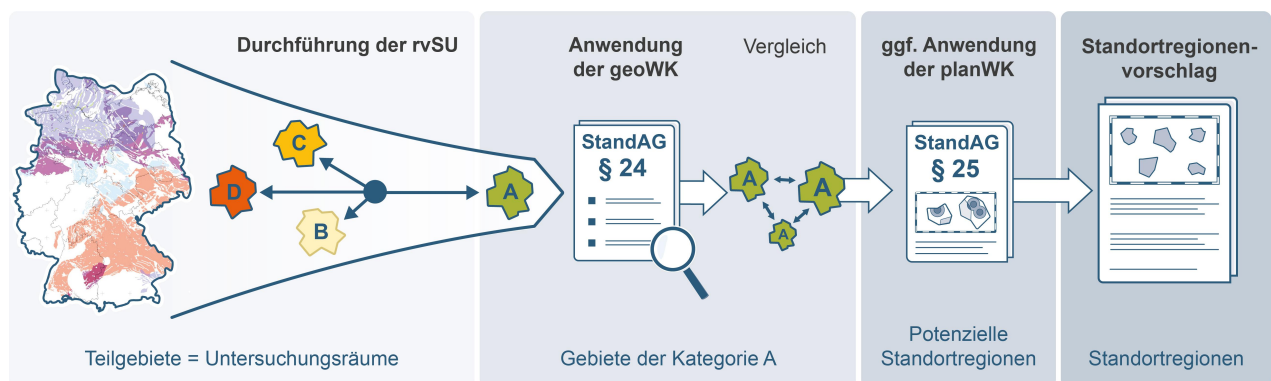 Durchführung der rvSU
C
D
B
A
Teilgebiete = Untersuchungsräume
Anwendung
der geoWK
Vergleich
StandAG
§ 24
A
A
A
Gebiete der Kategorie A
ggf. Anwendung
der planWK
StandAG
§ 25
Potenzielle
Standortregionen
Standortregionen-
vorschlag
Standortregionen